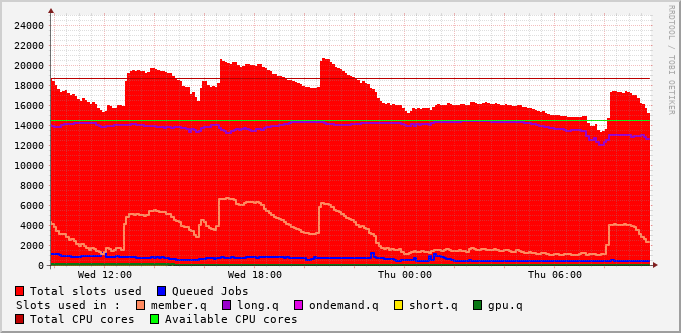 RRDTOOL / TOBI OETIKER
24000
22000
20000
18000
16000
14000
12000
10000
8000
6000
4000
2000
0
Wed 12:00 Wed 18:00 Thu 00:00 Thu 06:00
Total slots used Queued Jobs
Slots used in : member.q long.q ondemand.q short.q gpu.q
Total CPU cores Available CPU cores